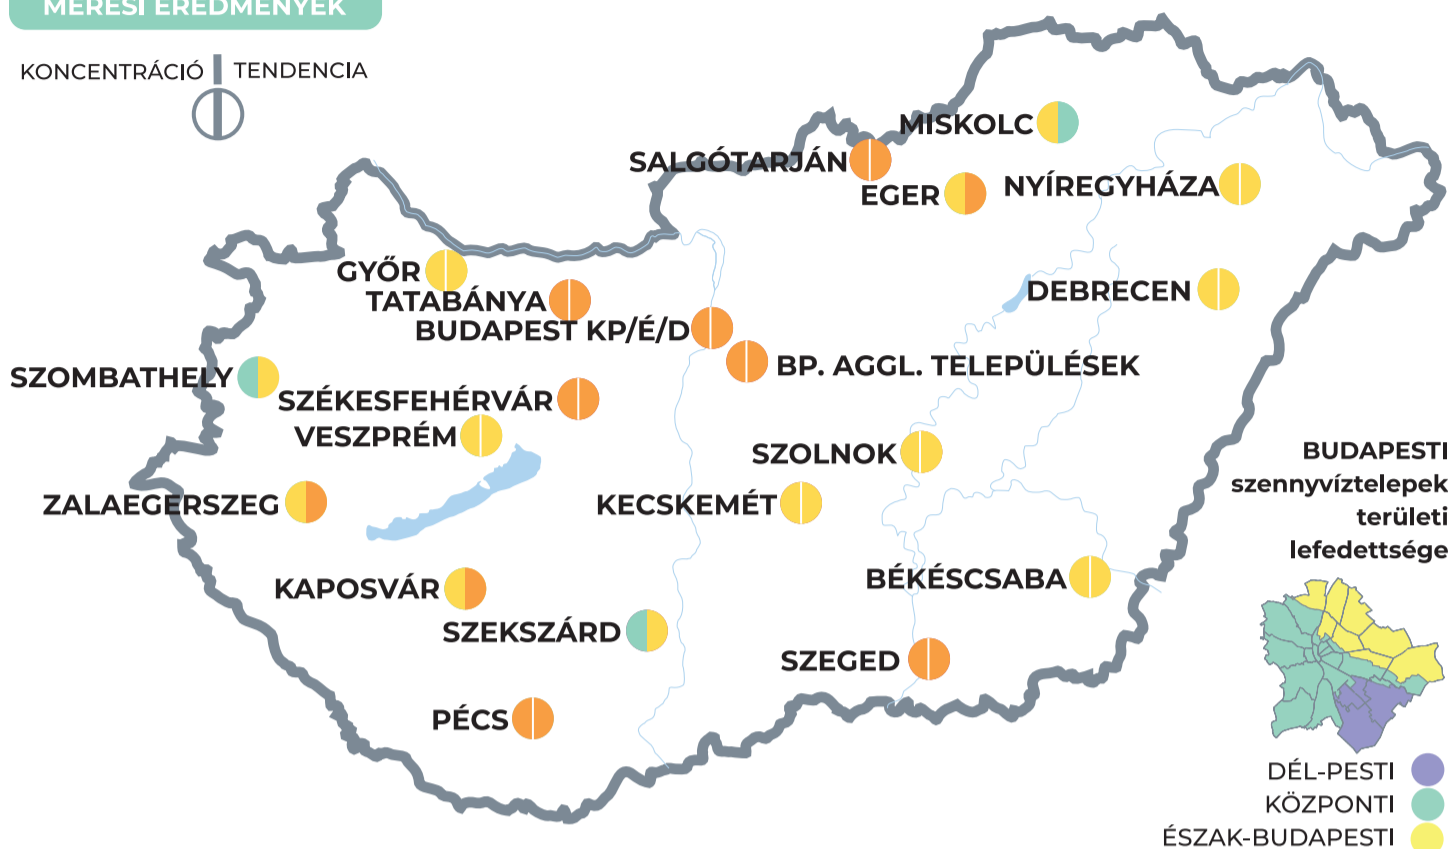 MÉRÉSI EREDMÉNYEK
KONCENTRÁCIÓ
TENDENCIA
MISKOLC
SALGÓTARJÁN
EGER
NYÍREGYHÁZA
GYŐR
TATABÁNYA
DEBRECEN
BUDAPEST KP/É/D
BP. AGGL. TELEPÜLÉSEK
SZOMBATHELY
SZÉKESFEHÉRVÁR
VESZPRÉM
SZOLNOK
ZALAEGERSZEG
KECSKEMÉT
BÉKÉSCSABA
KAPOSVÁR
SZEKSZÁRD
SZEGED
PÉCS
BUDAPESTI
szennyvíztelepek
területi
lefedettsége
DÉL-PESTI
KÖZPONTI
ÉSZAK-BUDAPESTI